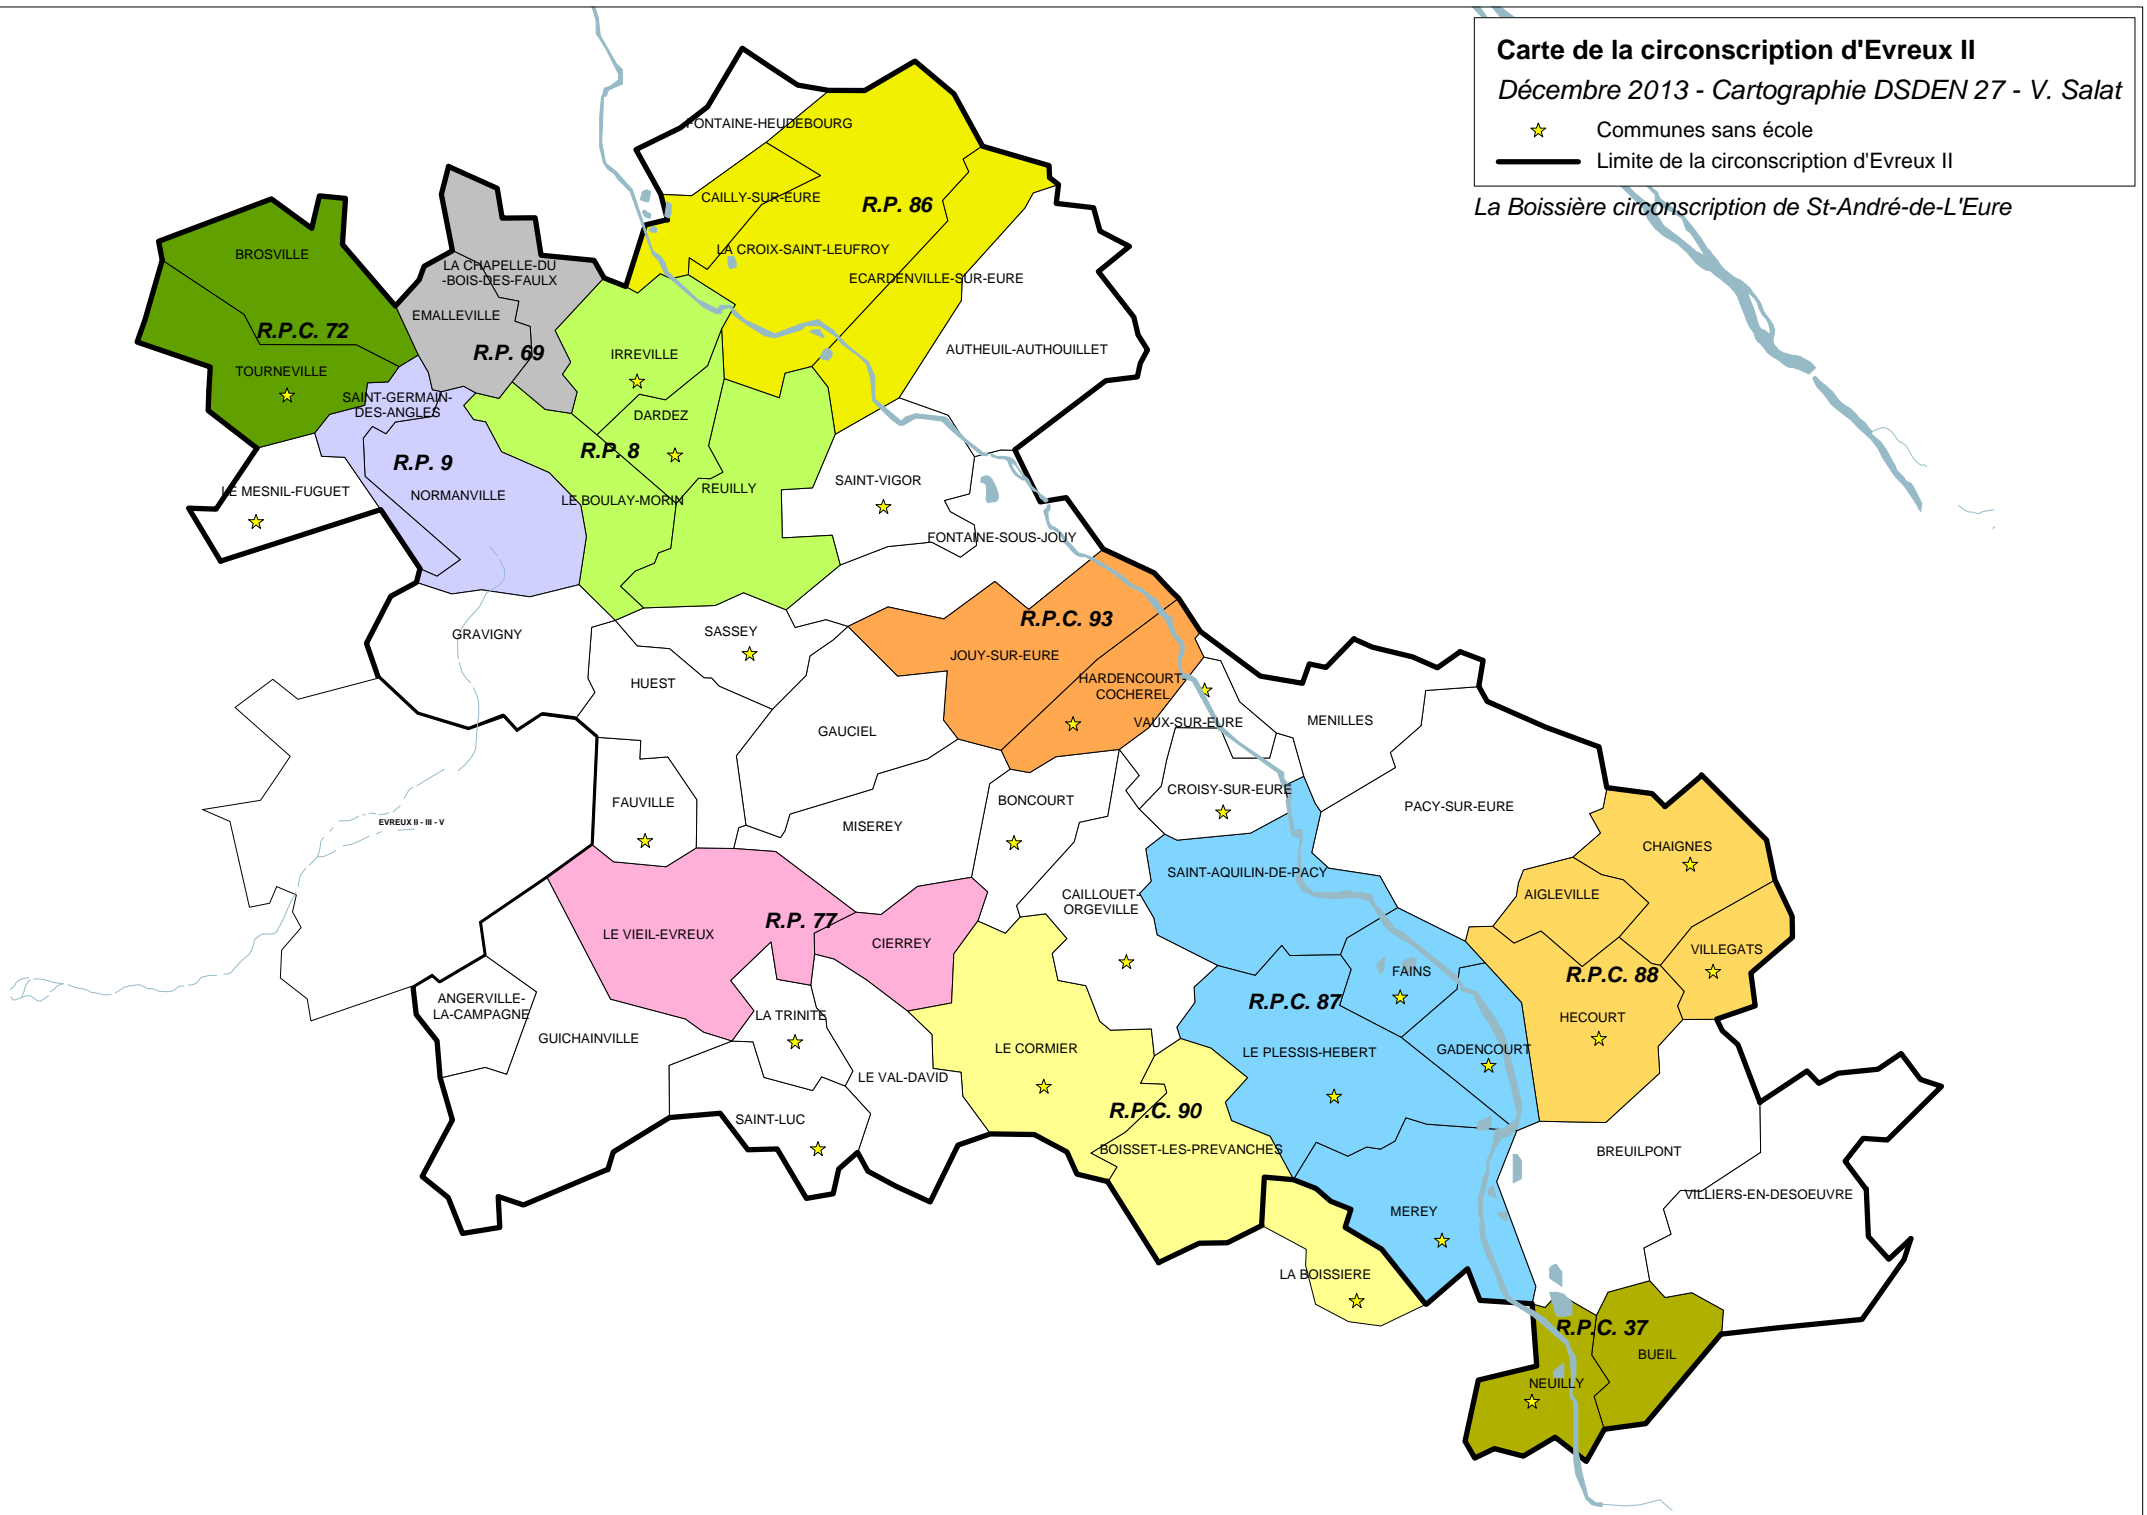 Carte de la circonscription d'Evreux II
Décembre 2013 - Cartographie DSDEN 27 - V. Salat
Communes sans école
Limite de la circonscription d'Evreux II
La Boissière circonscription de St-André-de-L'Eure
FONTAINE-HEUDEBOURG
CAILLY-SUR-EURE
R.P. 86
LA CROIX-SAINT-LEUFROY
ECARDENVILLE-SUR-EURE
AUTHEUIL-AUTHOUILLET
BROSVILLE
R.P.C. 72
TOURNEVILLE
LA CHAPELLE-DU
-BOIS-DES-FAULX
EMALLEVILLE
R.P. 69
IRREVILLE
SAINT-GERMAIN-
DES-ANGLES
R.P. 9
NORMANVILLE
LE MESNIL-FUGUET
DARDEZ
R.P. 8
LE BOULAY-MORIN
REUILLY
SAINT-VIGOR
FONTAINE-SOUS-JOUY
GRAVIGNY
SASSEY
HUEST
R.P.C. 93
JOUY-SUR-EURE
HARDENCOURT-
COCHEREL
VAUX-SUR-EURE
MENILLES
GAUCIEL
FAUVILLE
EVREUX II - III - V
MISEREY
BONCOURT
CROISY-SUR-EURE
PACY-SUR-EURE
CHAIGNES
AIGLEVILLE
VILLEGATS
R.P.C. 88
HECOURT
SAINT-AQUILIN-DE-PACY
CAILLOUET-
ORGEVILLE
R.P. 77
LE VIEIL-EVREUX
CIERREY
FAINS
R.P.C. 87
GADENCOURT
LE PLESSIS-HEBERT
ANGERVILLE-
LA-CAMPAGNE
GUICHAINVILLE
LA TRINITE
LE VAL-DAVID
SAINT-LUC
LE CORMIER
R.P.C. 90
BOISSET-LES-PREVANCHES
BREUILPONT
VILLIERS-EN-DESOEUVRE
MEREY
LA BOISSIERE
R.P.C. 37
BUEIL
NEUILLY